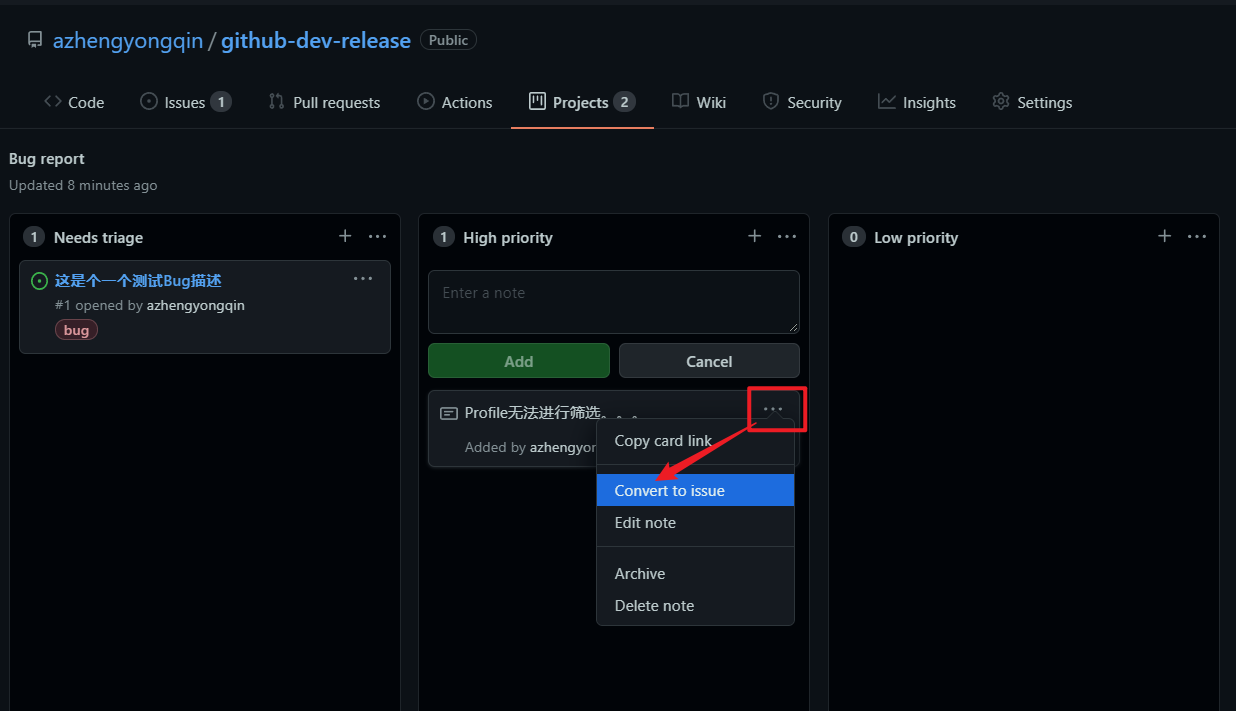 azhengyongqin / github-dev-release Public
Code Issues 1 Pull requests Actions Projects 2 Wiki Security Insights Settings
Bug report
Updated 8 minutes ago
1 Needs triage
这是个一个测试Bug描述
#1 opened by azhengyongqin
bug
1 High priority
Enter a note
Add Cancel
Profile无法进行筛选。。。
Added by azhengyor
Copy card link
Convert to issue
Edit note
Archive
Delete note
0 Low priority